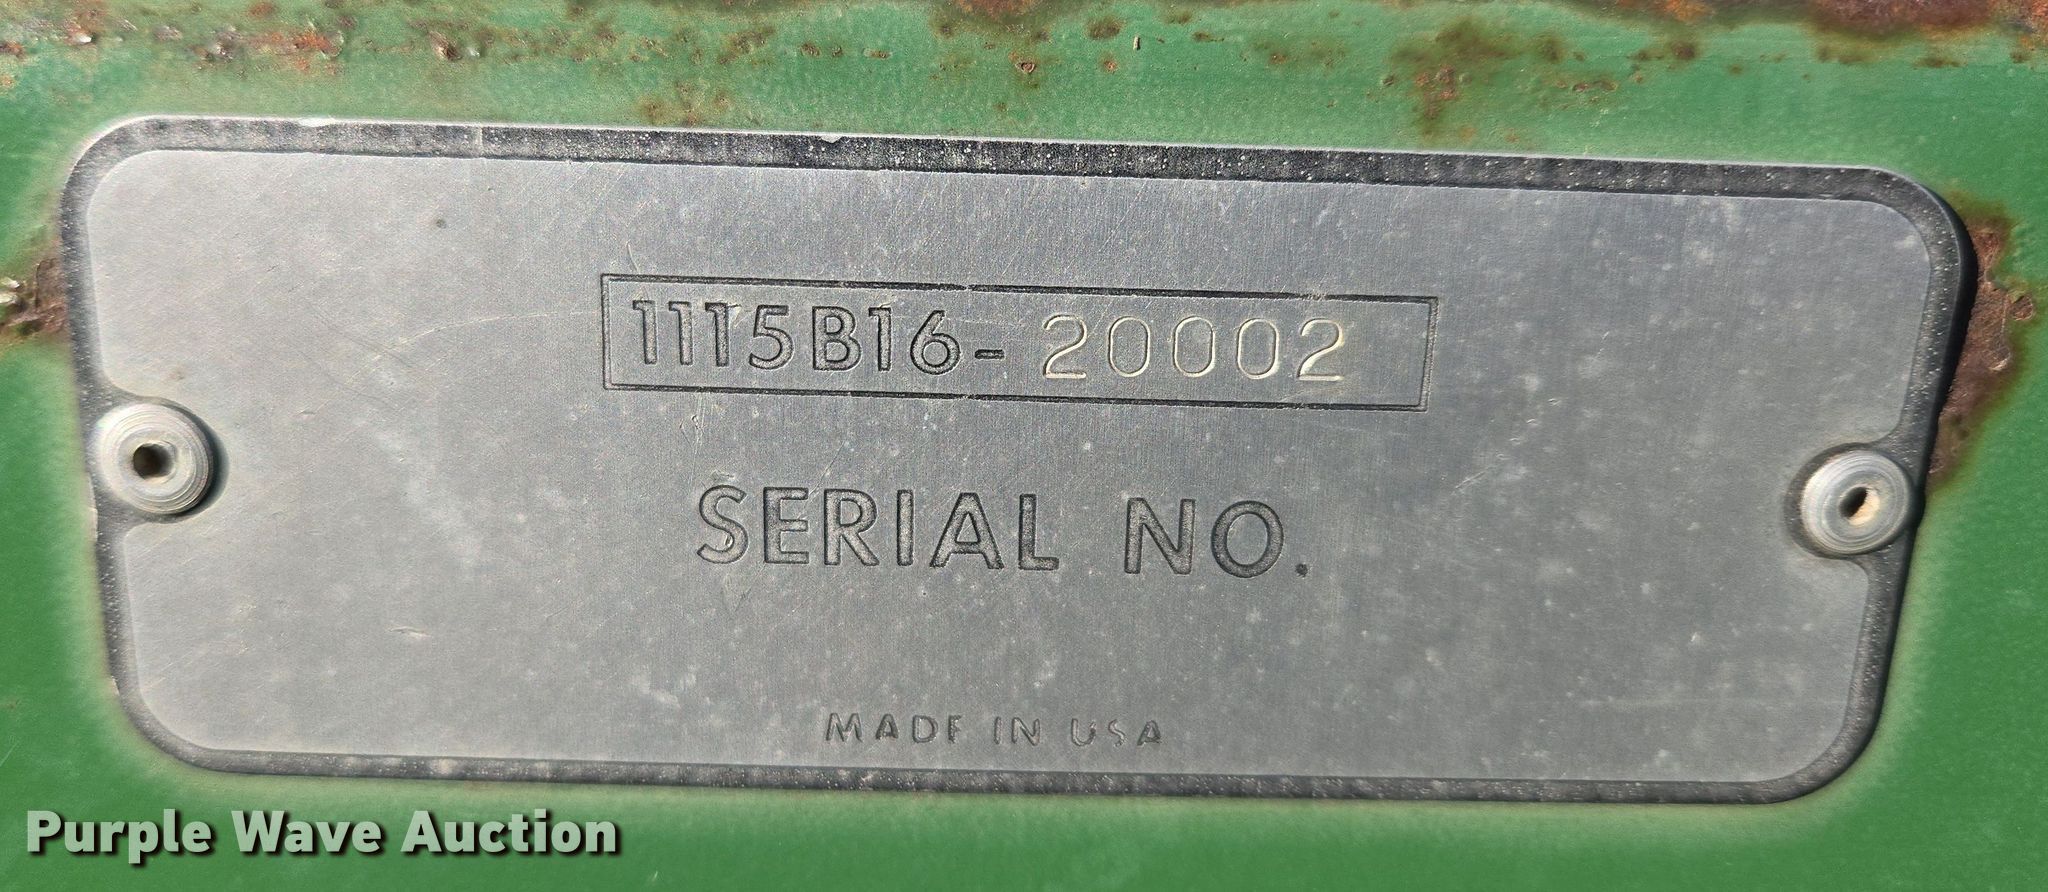 1115B16-20002
SERIAL NO.
MADE IN USA
Purple Wave Auction